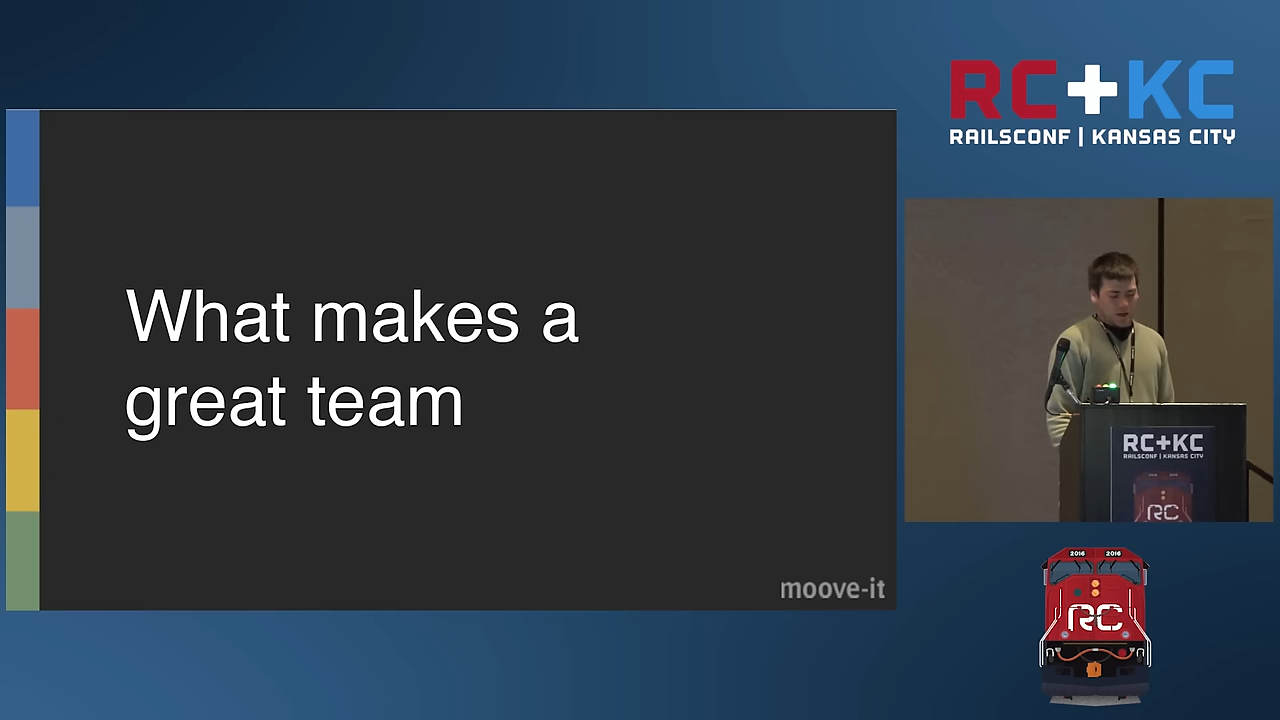 RC+KC
RAILSCONF | KANSAS CITY
What makes a
great team
moove-it
RC+KC
RAILSCONF | KANSAS CITY
RC
2016 2016
RC